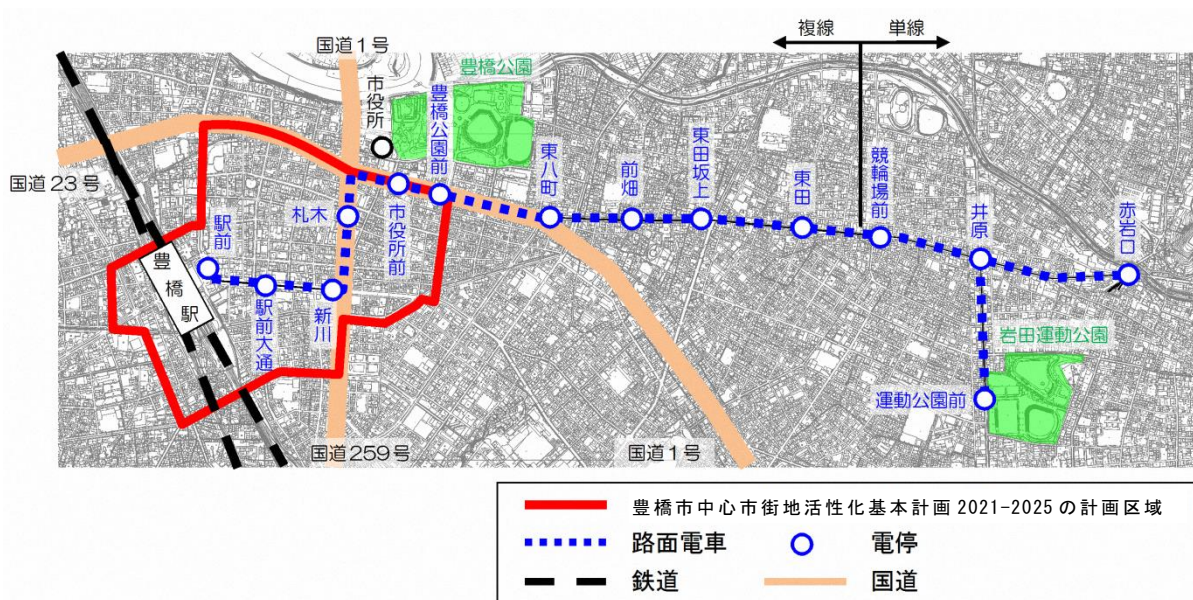 複線
単線
国道1号
豊橋公園
市役所
豊橋公園前
東八町
前畑
東田坂上
東田
競輪場前
井原
赤岩口
国道23号
札木
市役所前
駅前
豊橋駅
駅前大通
新川
岩田運動公園
運動公園前
国道259号
国道1号
豊橋市中心市街地活性化基本計画2021-2025の計画区域
路面電車
電停
鉄道
国道